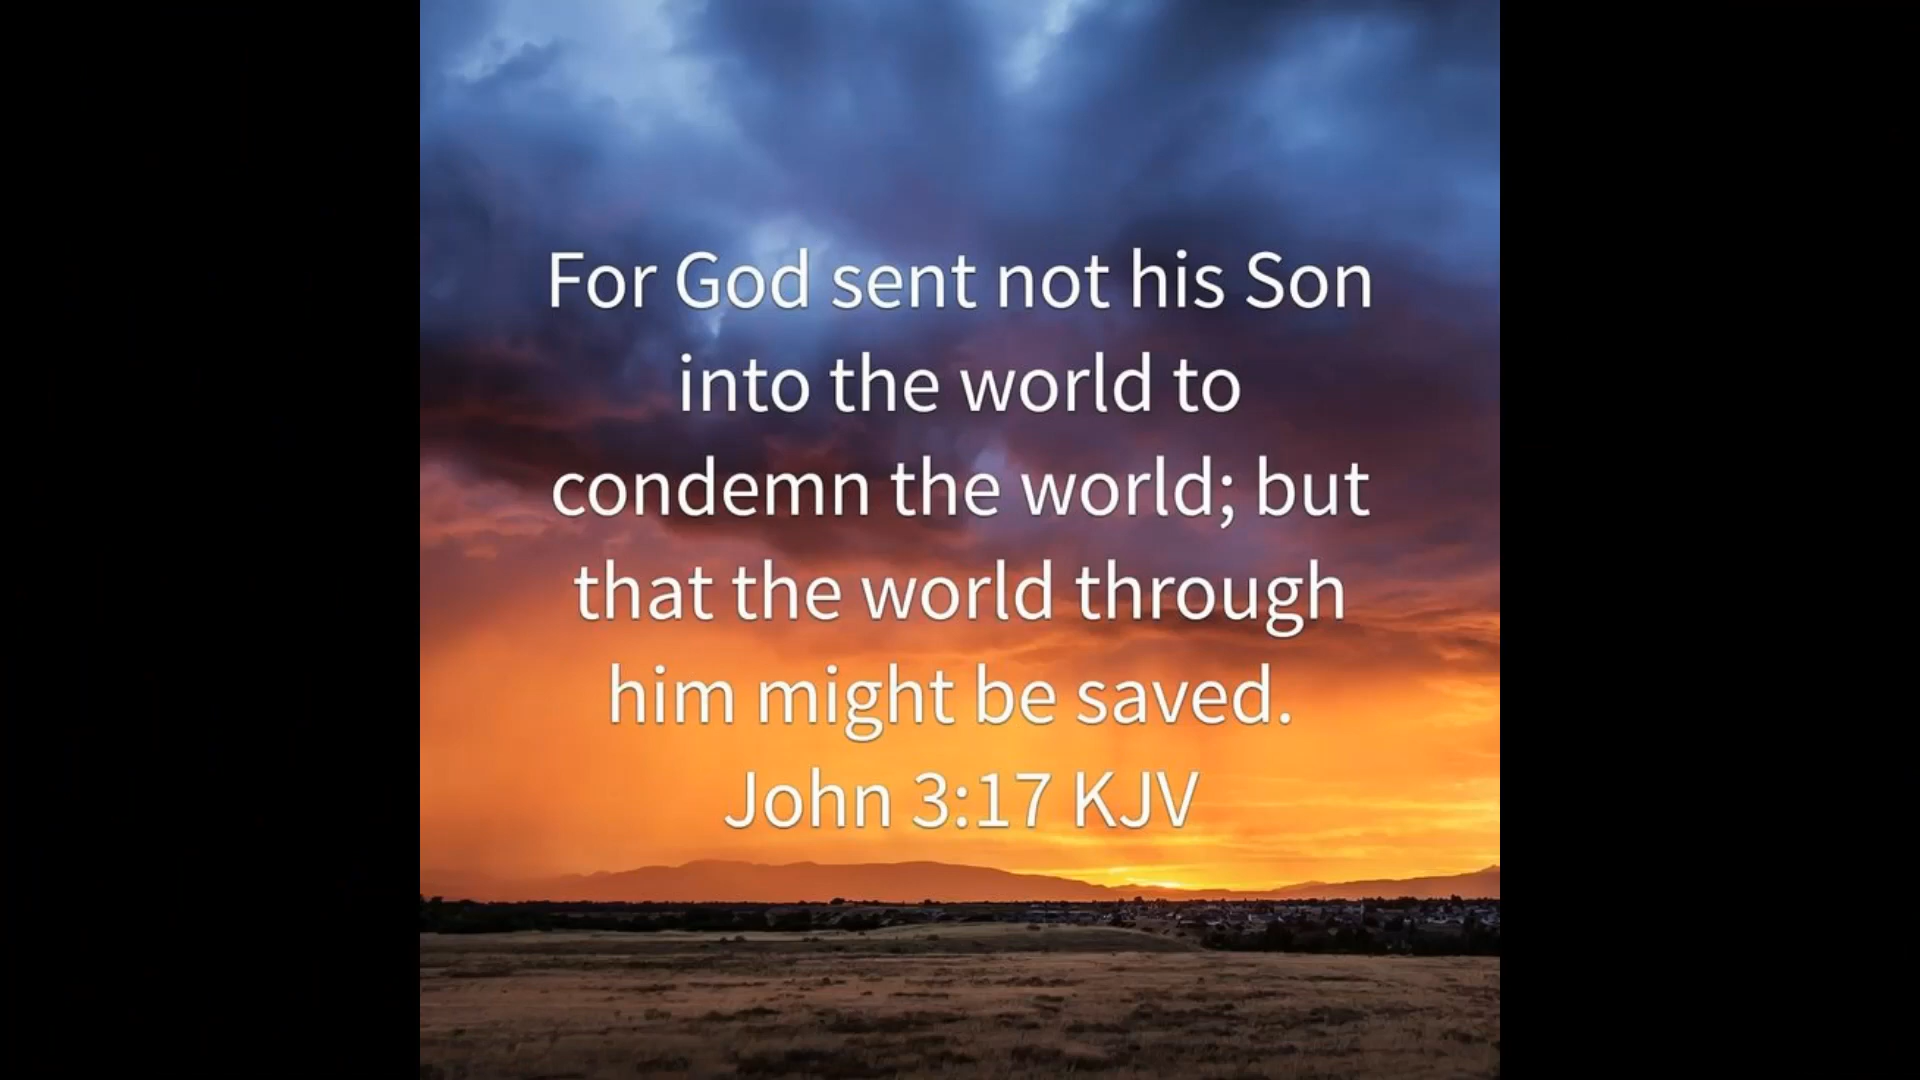 For God sent not his Son
into the world to
condemn the world; but
that the world through
him might be saved.
John 3:17 KJV